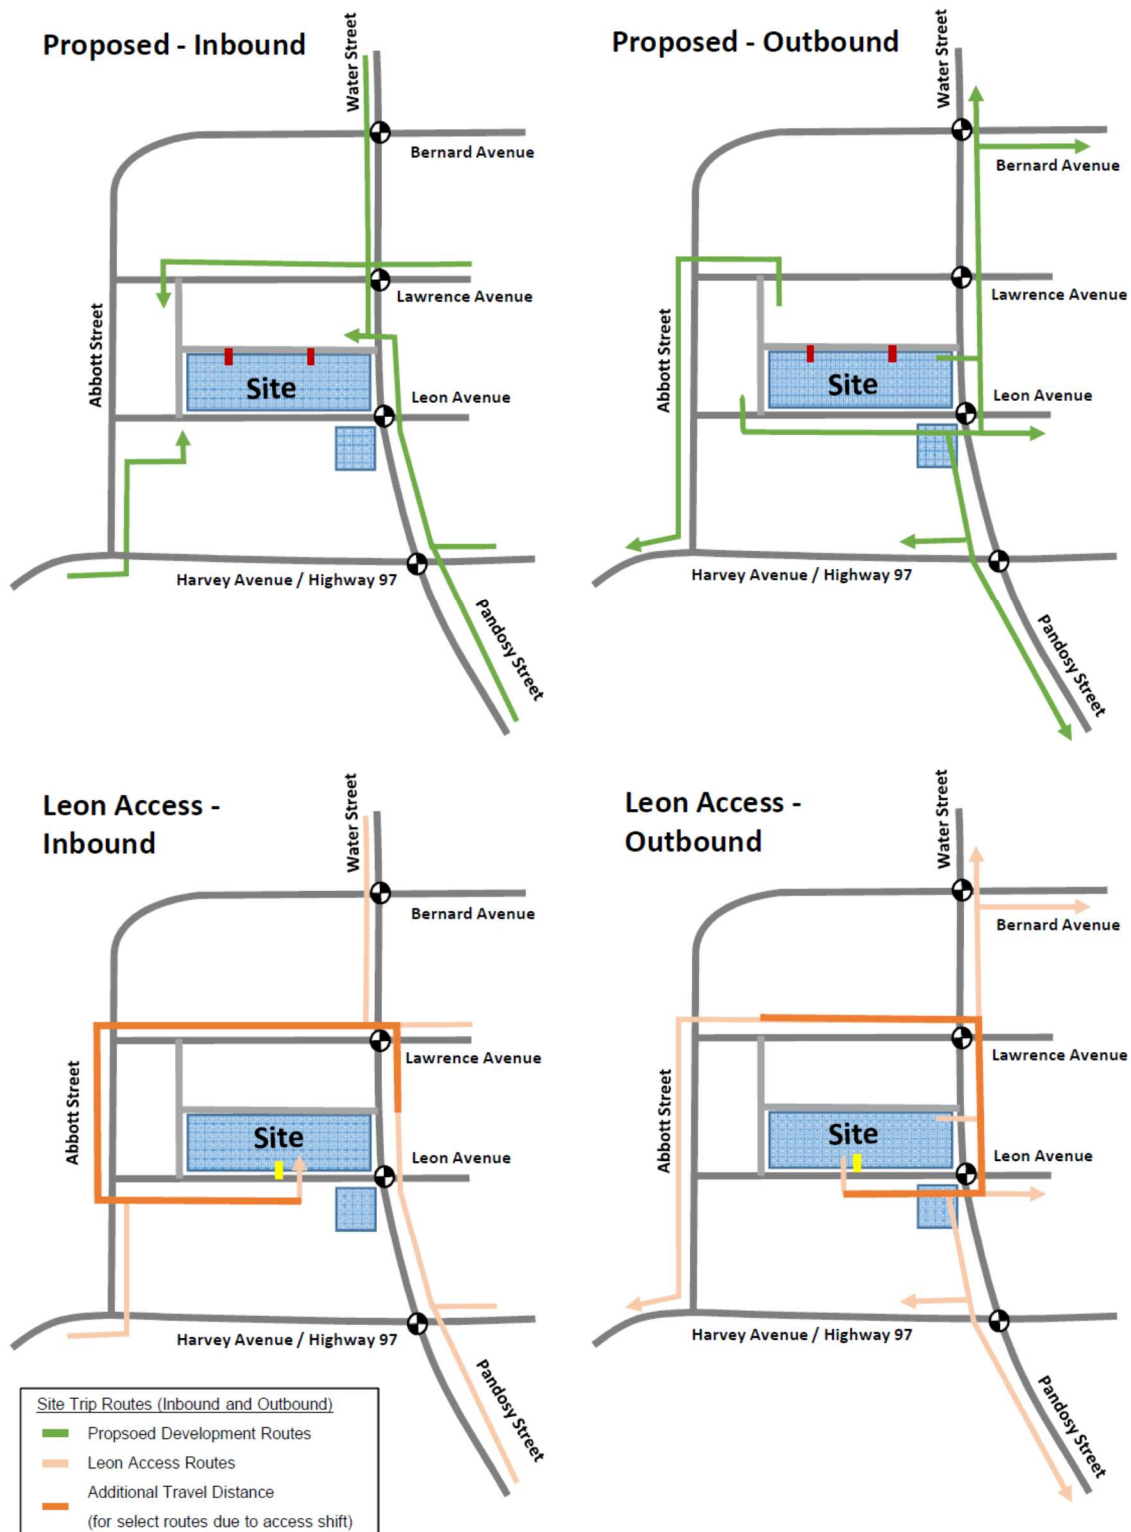 Proposed - Inbound
Water Street
Bernard Avenue
Lawrence Avenue
Abbott Street
Site
Leon Avenue
Harvey Avenue / Highway 97
Pandosy Street
Proposed - Outbound
Water Street
Bernard Avenue
Lawrence Avenue
Abbott Street
Site
Leon Avenue
Harvey Avenue / Highway 97
Pandosy Street
Leon Access -
Inbound
Water Street
Bernard Avenue
Lawrence Avenue
Abbott Street
Site
Leon Avenue
Harvey Avenue / Highway 97
Pandosy Street
Leon Access -
Outbound
Water Street
Bernard Avenue
Lawrence Avenue
Abbott Street
Site
Leon Avenue
Harvey Avenue / Highway 97
Pandosy Street
Site Trip Routes (Inbound and Outbound)
Propsoed Development Routes
Leon Access Routes
Additional Travel Distance
(for select routes due to access shift)